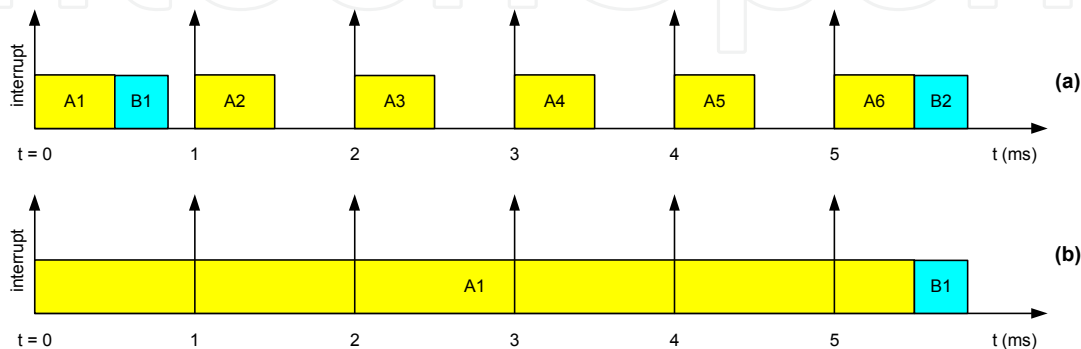 interrupt
A1 B1 A2 A3 A4 A5 A6 B2
(a)
t = 0 1 2 3 4 5 t (ms)
interrupt
A1 B1
(b)
t = 0 1 2 3 4 5 t (ms)